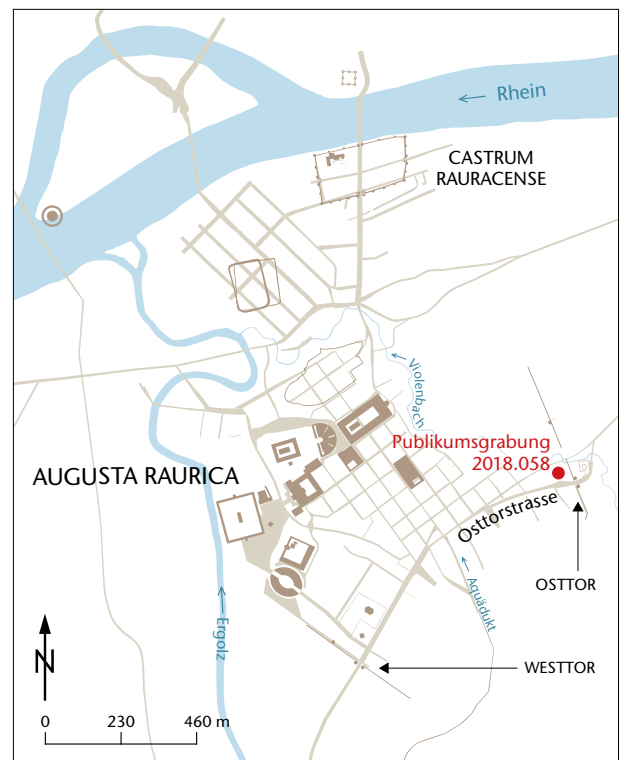 Rhein
CASTRUM
RAURACENSE
Violenbach
Publikumsgrabung
2018.058
AUGUSTA RAURICA
Osttorstrasse
OSTTOR
Aquädukt
Ergolz
WESTTOR
N
0 230 460 m